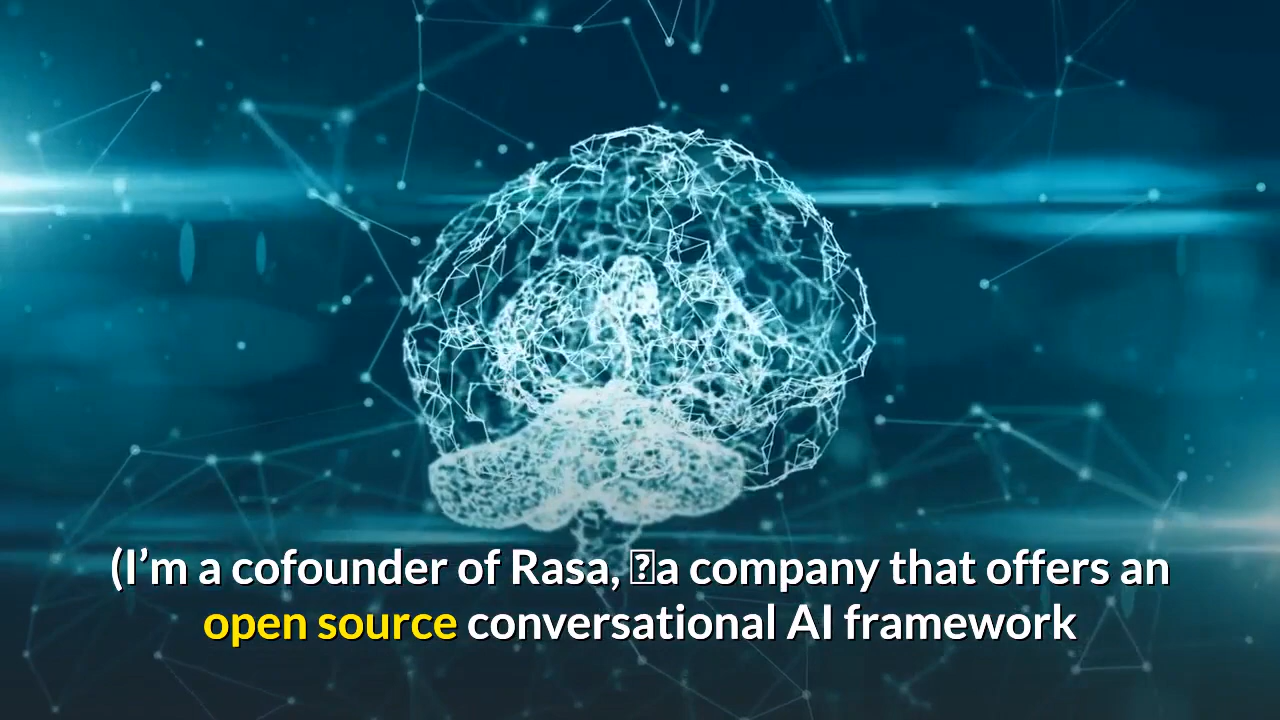 (I’m a cofounder of Rasa, �a company that offers an
open source conversational AI framework